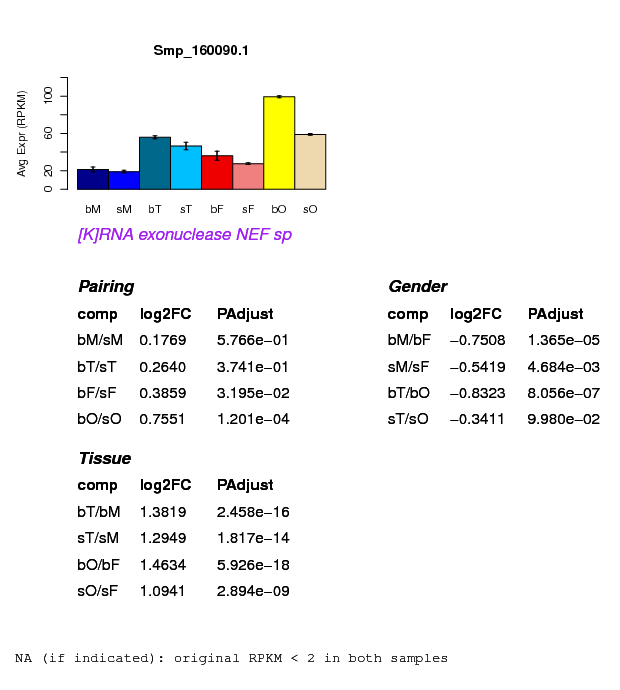 Smp_160090.1
Avg Expr (RPKM)
100
60
20
0
bM sM bT sT bF sF bO sO
[K]RNA exonuclease NEF sp
Pairing
comp log2FC PAdjust
bM/sM 0.1769 5.766e−01
bT/sT 0.2640 3.741e−01
bF/sF 0.3859 3.195e−02
bO/sO 0.7551 1.201e−04
Gender
comp log2FC PAdjust
bM/bF −0.7508 1.365e−05
sM/sF −0.5419 4.684e−03
bT/bO −0.8323 8.056e−07
sT/sO −0.3411 9.980e−02
Tissue
comp log2FC PAdjust
bT/bM 1.3819 2.458e−16
sT/sM 1.2949 1.817e−14
bO/bF 1.4634 5.926e−18
sO/sF 1.0941 2.894e−09
NA (if indicated): original RPKM < 2 in both samples